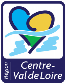 Région
Centre-
Val de Loire